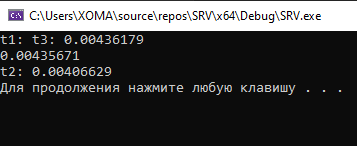 C:\Users\XOMA\source\repos\SRV\x64\Debug\SRV.exe
t1: t3: 0.00436179
0.00435671
t2: 0.00406629
Для продолжения нажмите любую клавишу . . .